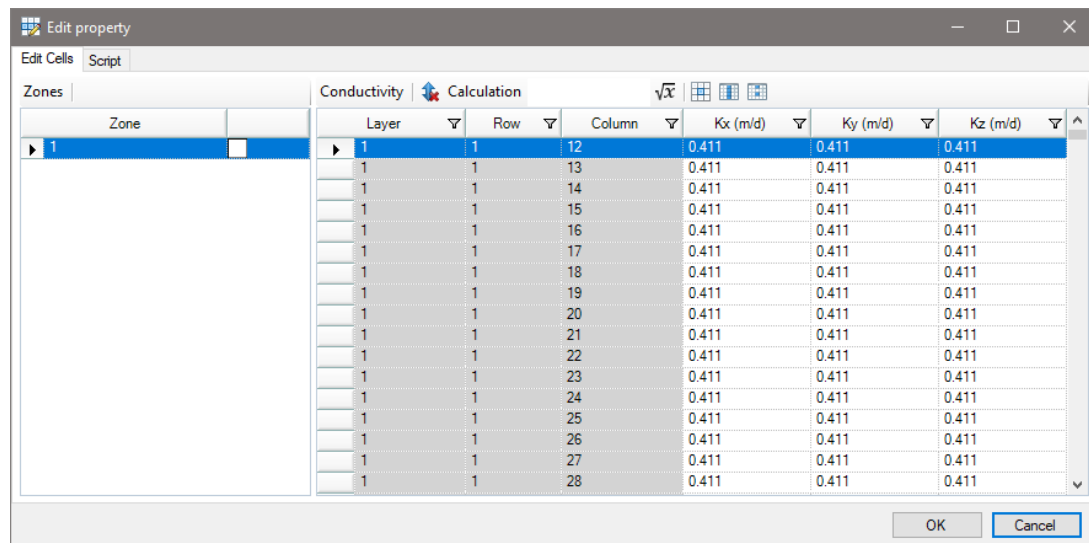 Edit property
Edit Cells Script
Zones Conductivity Calculation √x
Zone Layer Row Column Kx (m/d) Ky (m/d) Kz (m/d)
1 1 1 12 0.411 0.411 0.411
1 1 13 0.411 0.411 0.411
1 1 14 0.411 0.411 0.411
1 1 15 0.411 0.411 0.411
1 1 16 0.411 0.411 0.411
1 1 17 0.411 0.411 0.411
1 1 18 0.411 0.411 0.411
1 1 19 0.411 0.411 0.411
1 1 20 0.411 0.411 0.411
1 1 21 0.411 0.411 0.411
1 1 22 0.411 0.411 0.411
1 1 23 0.411 0.411 0.411
1 1 24 0.411 0.411 0.411
1 1 25 0.411 0.411 0.411
1 1 26 0.411 0.411 0.411
1 1 27 0.411 0.411 0.411
1 1 28 0.411 0.411 0.411
OK Cancel